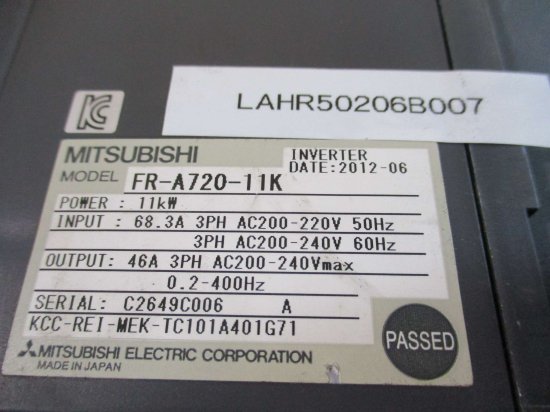 LAHR50206B007
MITSUBISHI
INVERTER
DATE:2012-06
MODEL FR-A720-11K
POWER : 11kW
INPUT : 68.3A 3PH AC200-220V 50Hz
3PH AC200-240V 60Hz
OUTPUT: 46A 3PH AC200-240Vmax
0.2-400Hz
SERIAL: C2649C006 A
KCC-REI-MEK-TC101A401G71
PASSED
MITSUBISHI ELECTRIC CORPORATION
MADE IN JAPAN